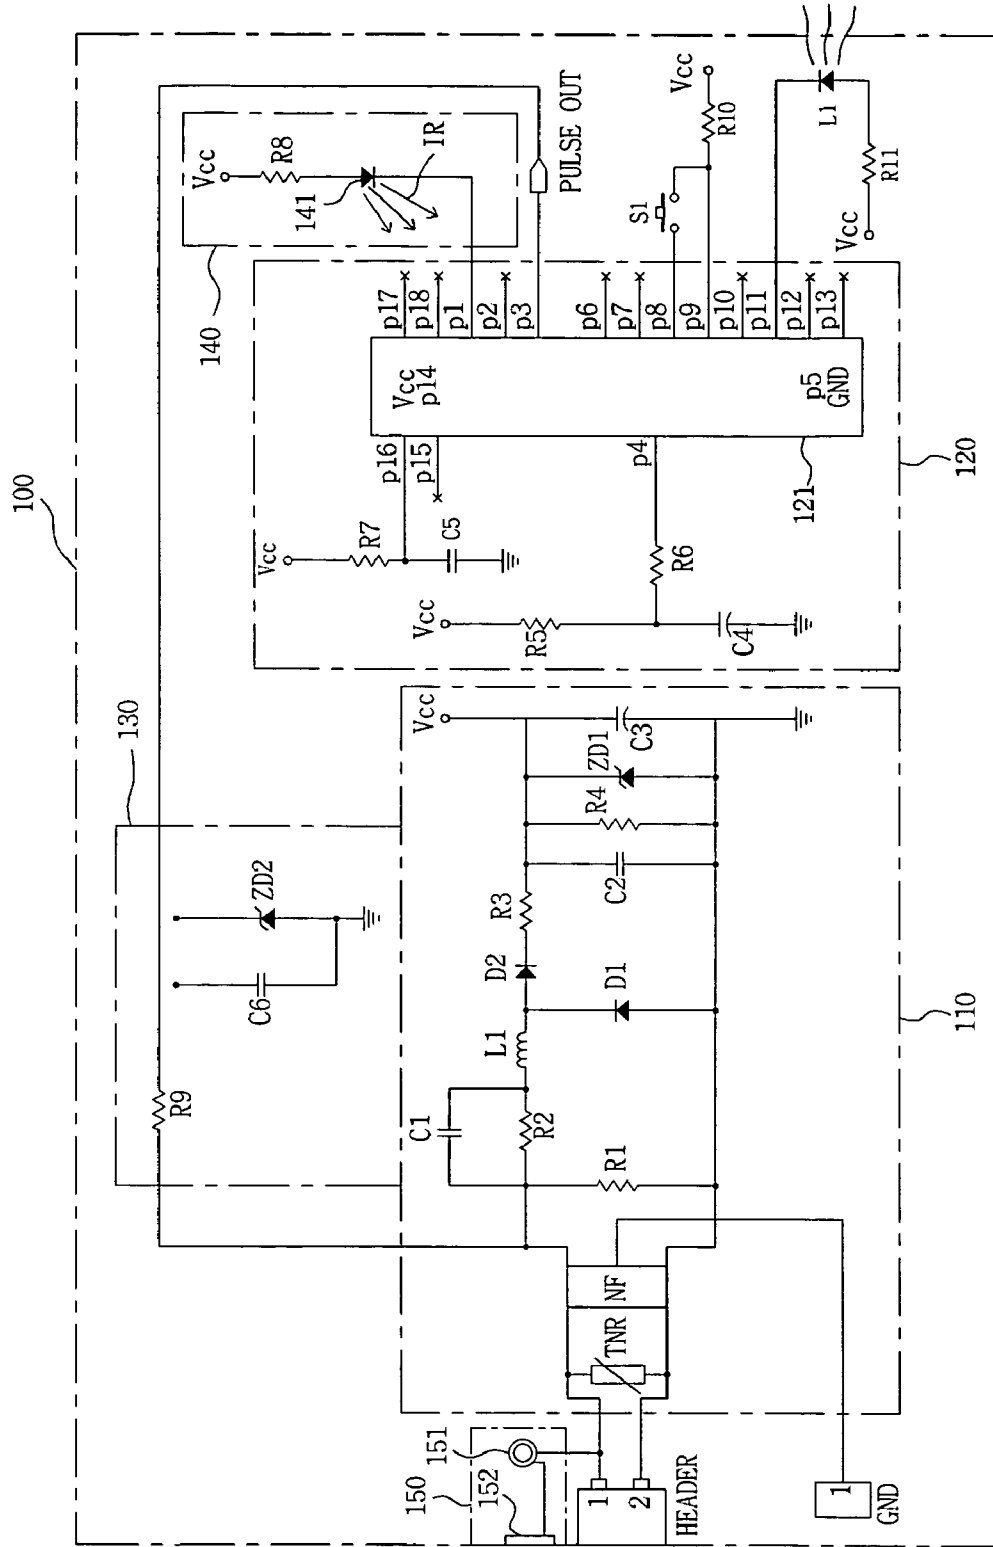 100
130
140
Vcc
R8
141
IR
PULSE OUT
R9
C6
ZD2
Vcc
R7
C5
Vcc
R5
C4
R6
p16
p15
p4
Vcc
p14
p5
GND
121
120
p17
p18
p1
p2
p3
p6
p7
p8
p9
p10
p11
p12
p13
S1
Vcc
R10
L1
R11
Vcc
Vcc
C1
R2
L1
D2
R3
R1
D1
C2
R4
ZD1
C3
110
NF
TNR
150
151
152
1
2
HEADER
1
GND